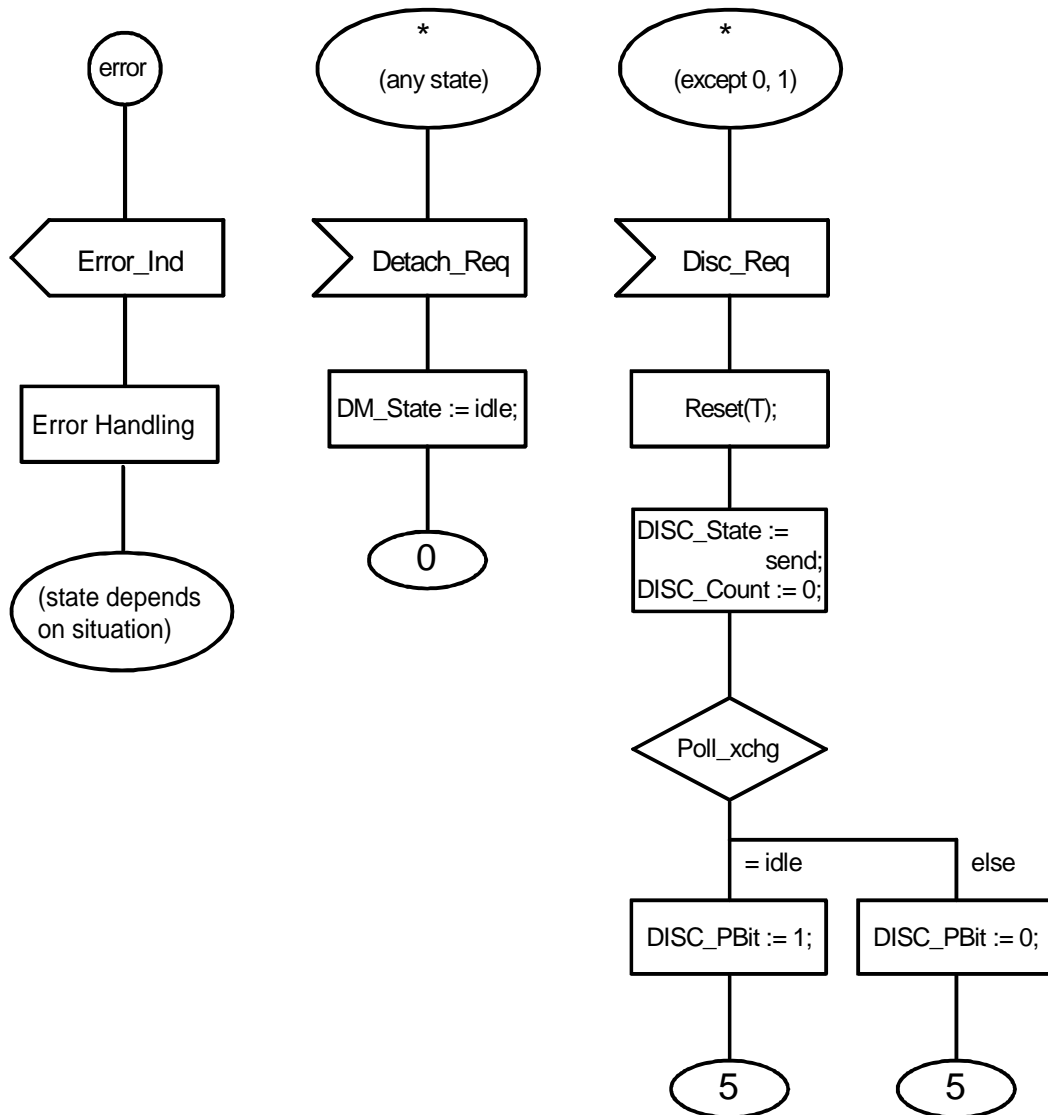 error
Error_Ind
Error Handling
(state depends
on situation)
*
(any state)
Detach_Req
DM_State := idle;
0
*
(except 0, 1)
Disc_Req
Reset(T);
DISC_State :=
send;
DISC_Count := 0;
Poll_xchg
= idle
else
DISC_PBit := 1;
DISC_PBit := 0;
5
5